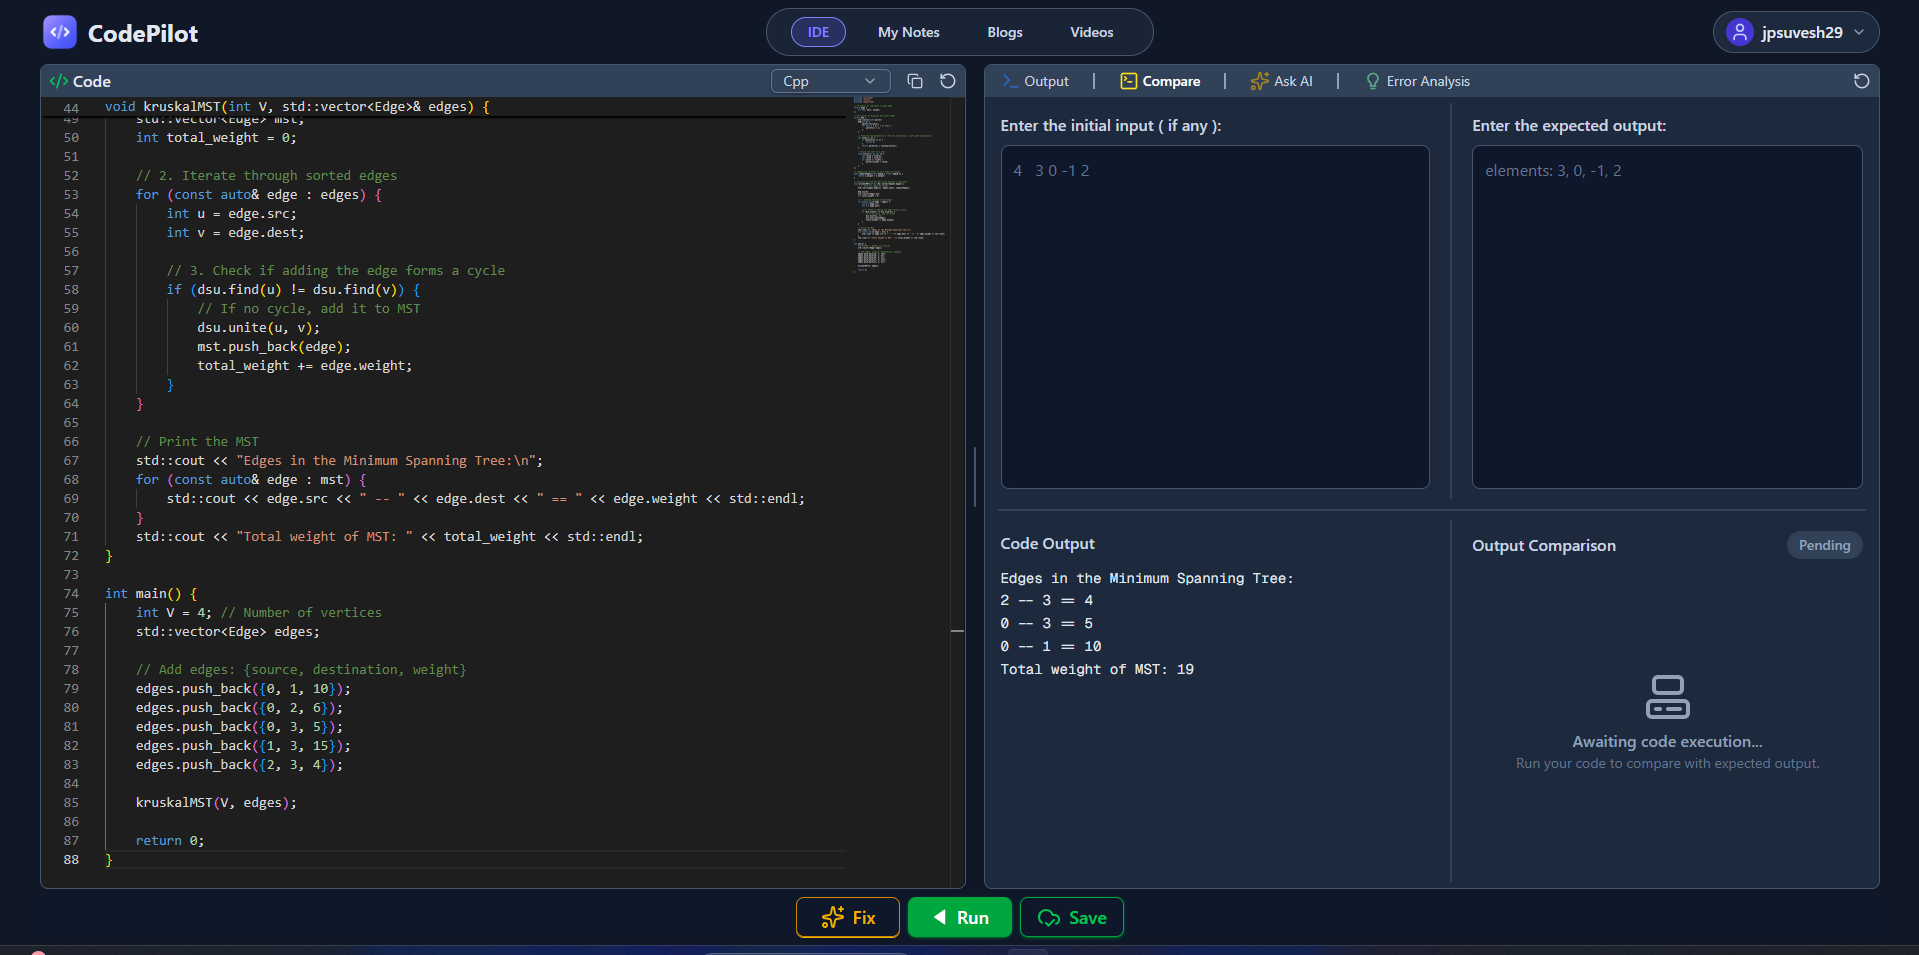 CodePilot
IDE
My Notes
Blogs
Videos
jpsuvesh29
Code
Cpp
44 void kruskalMST(int V, std::vector<Edge>& edges) {
49 std::vector<Edge> mst;
50 int total_weight = 0;
51
52 // 2. Iterate through sorted edges
53 for (const auto& edge : edges) {
54 int u = edge.src;
55 int v = edge.dest;
56
57 // 3. Check if adding the edge forms a cycle
58 if (dsu.find(u) != dsu.find(v)) {
59 // If no cycle, add it to MST
60 dsu.unite(u, v);
61 mst.push_back(edge);
62 total_weight += edge.weight;
63 }
64 }
65
66 // Print the MST
67 std::cout << "Edges in the Minimum Spanning Tree:\n";
68 for (const auto& edge : mst) {
69 std::cout << edge.src << " -- " << edge.dest << " == " << edge.weight << std::endl;
70 }
71 std::cout << "Total weight of MST: " << total_weight << std::endl;
72 }
73
74 int main() {
75 int V = 4; // Number of vertices
76 std::vector<Edge> edges;
77
78 // Add edges: {source, destination, weight}
79 edges.push_back({0, 1, 10});
80 edges.push_back({0, 2, 6});
81 edges.push_back({0, 3, 5});
82 edges.push_back({1, 3, 15});
83 edges.push_back({2, 3, 4});
84
85 kruskalMST(V, edges);
86
87 return 0;
88 }
Output | Compare | Ask AI | Error Analysis
Enter the initial input ( if any ):
4 3 0 -1 2
Enter the expected output:
elements: 3, 0, -1, 2
Code Output
Edges in the Minimum Spanning Tree:
2 -- 3 == 4
0 -- 3 == 5
0 -- 1 == 10
Total weight of MST: 19
Output Comparison
Pending
Awaiting code execution...
Run your code to compare with expected output.
Fix
Run
Save